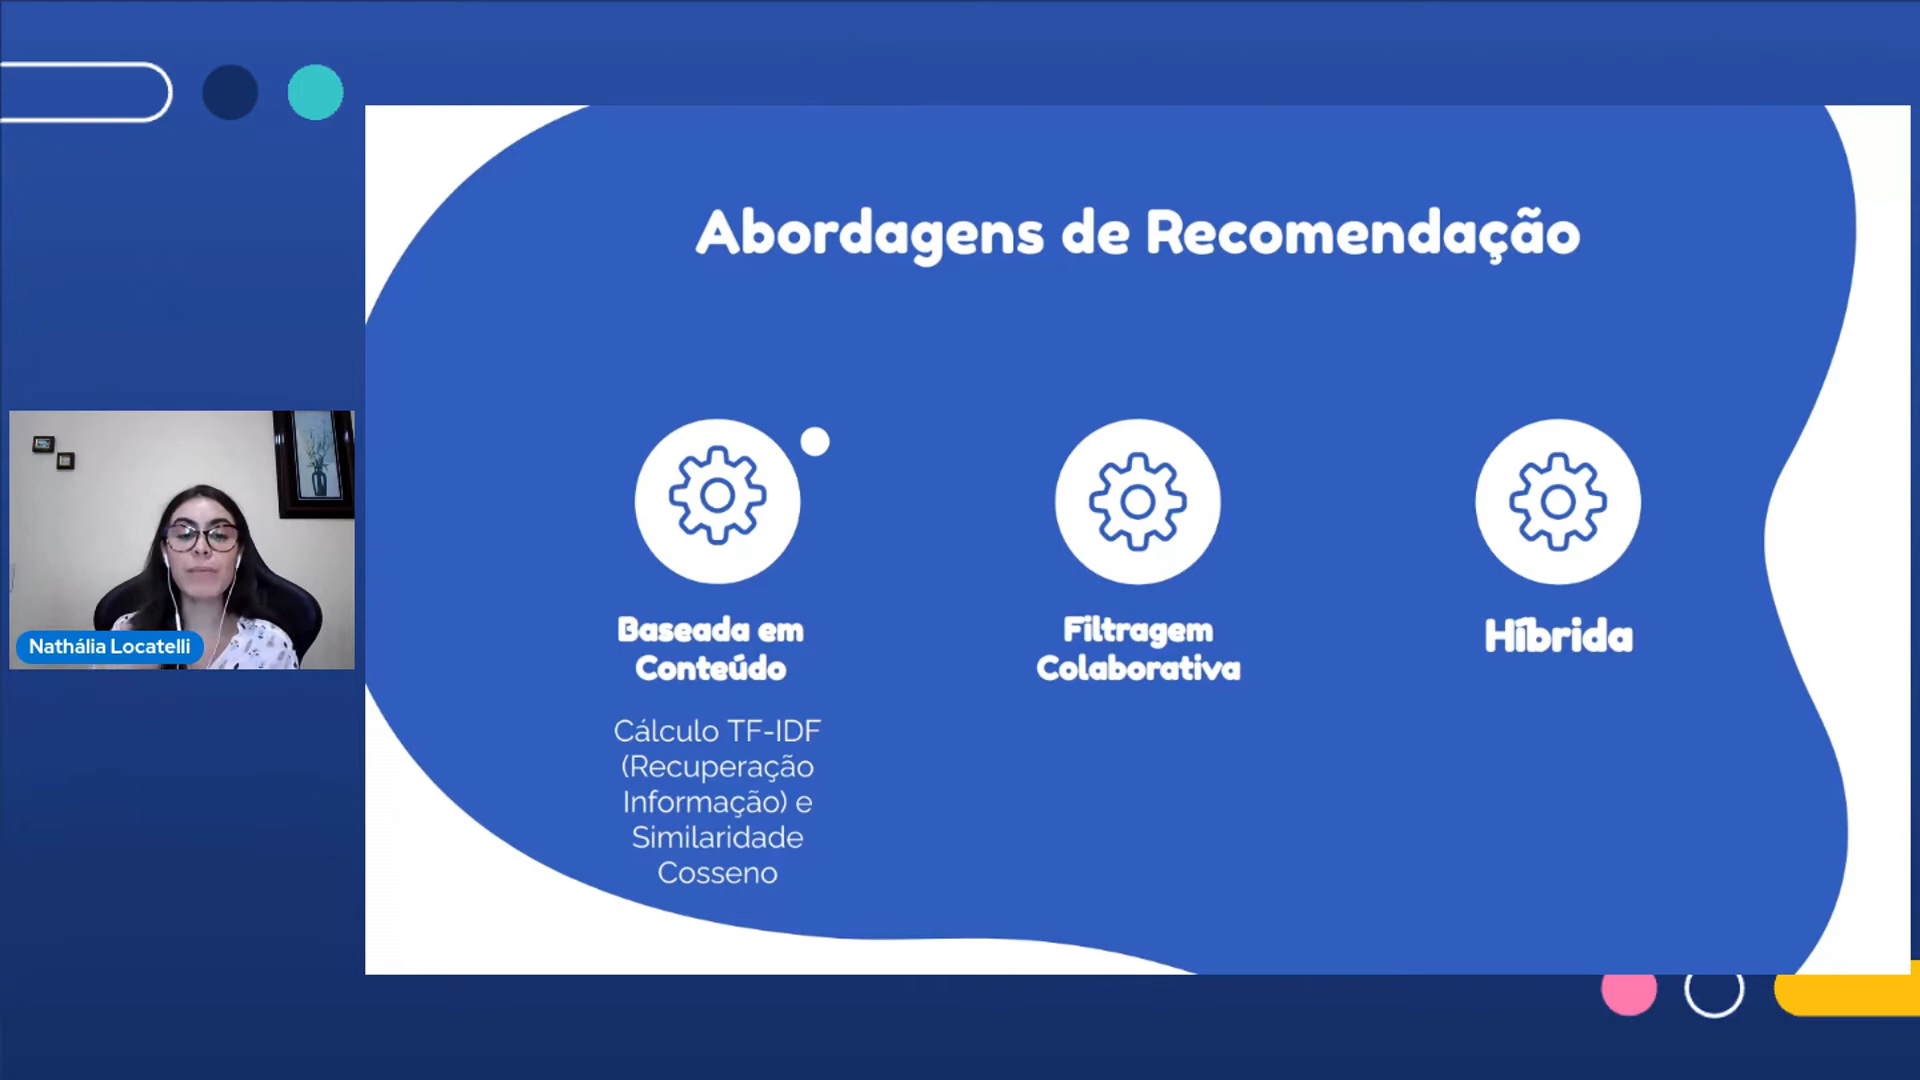 Abordagens de Recomendação
Baseada em
Conteúdo
Cálculo TF-IDF
(Recuperação
Informação) e
Similaridade
Cosseno
Filtragem
Colaborativa
Híbrida
Nathália Locatelli